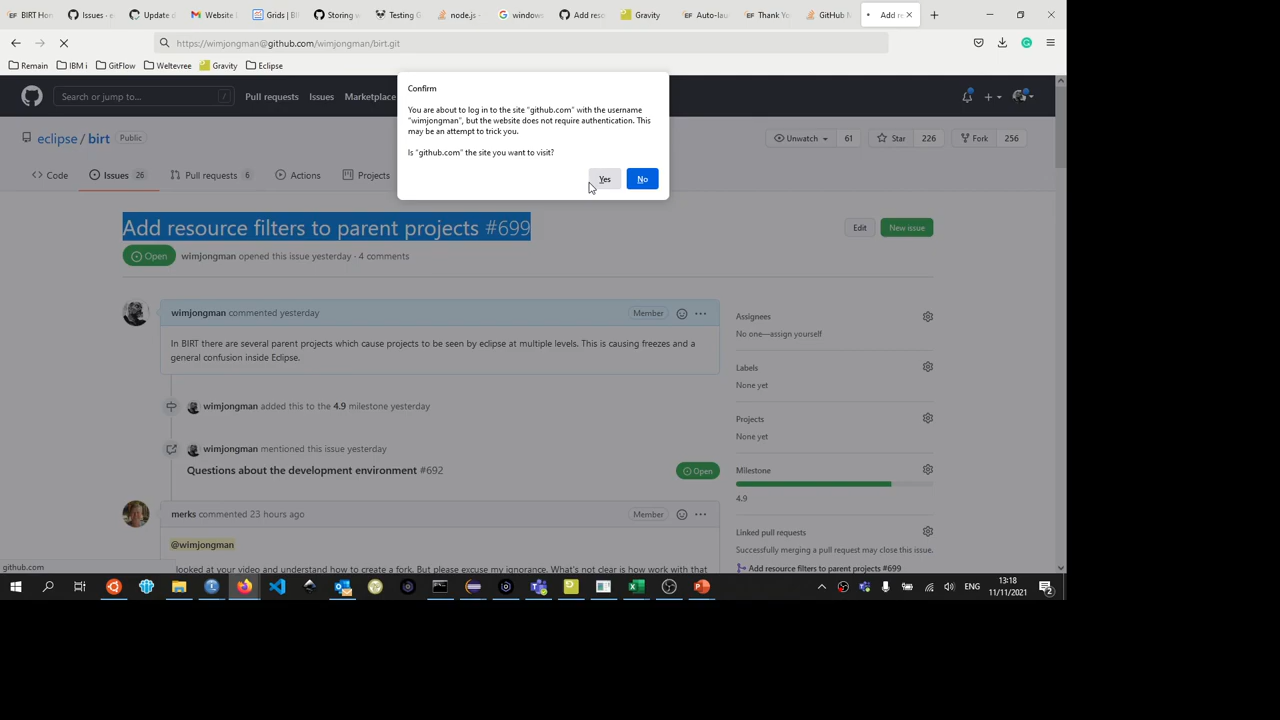 BIRT Hom
Issues - e
Update d
Website |
Grids | BI
Storing w
Testing G
node.js -
windows
Add reso
Gravity
Auto-lau
Thank Yo
GitHub M
Add re
https://wimjongman@github.com/wimjongman/birt.git
Remain
IBM i
GitFlow
Weltevree
Gravity
Eclipse
Search or jump to...
/
Pull requests
Issues
Marketplace
Confirm
You are about to log in to the site "github.com" with the username
"wimjongman", but the website does not require authentication. This
may be an attempt to trick you.
Is "github.com" the site you want to visit?
Yes
No
eclipse / birt
Public
Unwatch
61
Star
226
Fork
256
Code
Issues 26
Pull requests 6
Actions
Projects
Add resource filters to parent projects #699
Edit
New issue
Open
wimjongman opened this issue yesterday · 4 comments
wimjongman commented yesterday
Member
In BIRT there are several parent projects which cause projects to be seen by eclipse at multiple levels. This is causing freezes and a
general confusion inside Eclipse.
wimjongman added this to the 4.9 milestone yesterday
wimjongman mentioned this issue yesterday
Questions about the development environment #692
Open
merks commented 23 hours ago
Member
@wimjongman
looked at your video and understand how to create a fork. But please excuse my ignorance. What's not clear is how work with that
Assignees
No one—assign yourself
Labels
None yet
Projects
None yet
Milestone
4.9
Linked pull requests
Successfully merging a pull request may close this issue.
Add resource filters to parent projects #699
github.com
ENG
13:18
11/11/2021
2